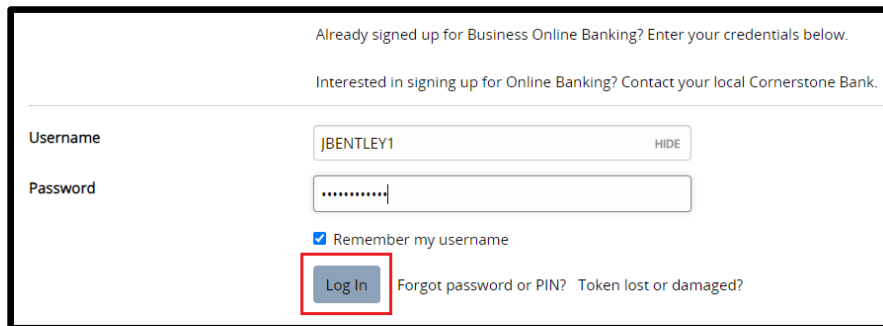 Already signed up for Business Online Banking? Enter your credentials below.
Interested in signing up for Online Banking? Contact your local Cornerstone Bank.
Username
JBENTLEY1 HIDE
Password
••••••••••••
Remember my username
Log In Forgot password or PIN? Token lost or damaged?